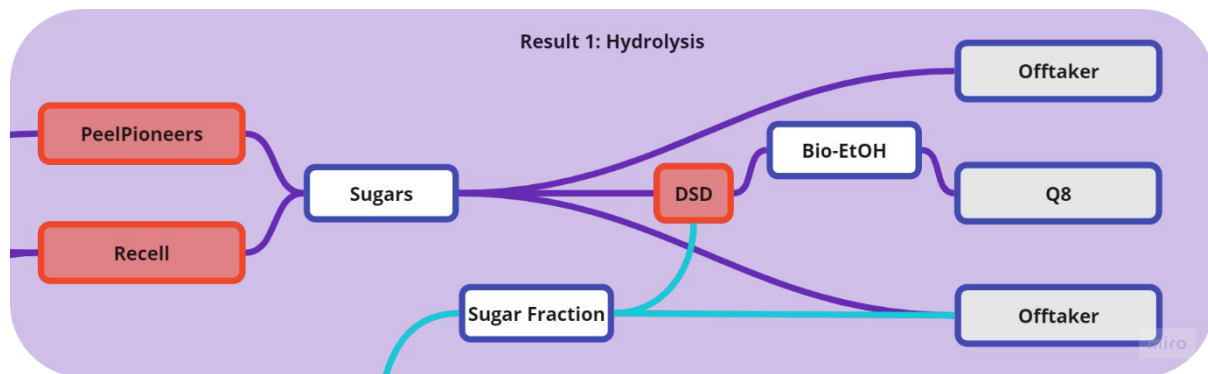 Result 1: Hydrolysis
Offtaker
PeelPioneers
Bio-EtOH
Sugars
DSD
Q8
Recell
Sugar Fraction
Offtaker
miro